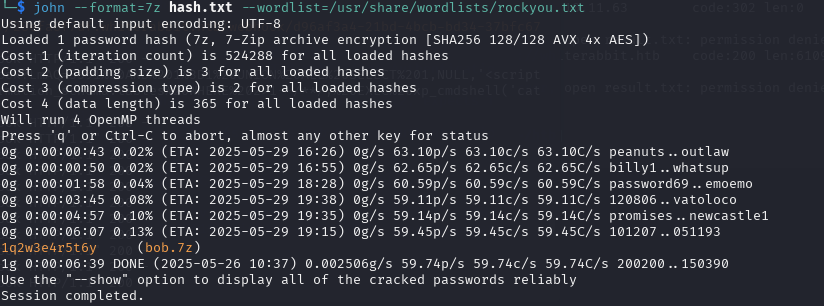 └─$ john --format=7z hash.txt --wordlist=/usr/share/wordlists/rockyou.txt
Using default input encoding: UTF-8
Loaded 1 password hash (7z, 7-Zip archive encryption [SHA256 128/128 AVX 4x AES])
Cost 1 (iteration count) is 524288 for all loaded hashes
Cost 2 (padding size) is 3 for all loaded hashes
Cost 3 (compression type) is 2 for all loaded hashes
Cost 4 (data length) is 365 for all loaded hashes
Will run 4 OpenMP threads
Press 'q' or Ctrl-C to abort, almost any other key for status
0g 0:00:00:43 0.02% (ETA: 2025-05-29 16:26) 0g/s 63.10p/s 63.10c/s 63.10C/s peanuts..outlaw
0g 0:00:00:50 0.02% (ETA: 2025-05-29 16:55) 0g/s 62.65p/s 62.65c/s 62.65C/s billy1..whatsup
0g 0:00:01:58 0.04% (ETA: 2025-05-29 18:28) 0g/s 60.59p/s 60.59c/s 60.59C/s password69..emoemo
0g 0:00:03:45 0.08% (ETA: 2025-05-29 19:38) 0g/s 59.11p/s 59.11c/s 59.11C/s 120806..vatoloco
0g 0:00:04:57 0.10% (ETA: 2025-05-29 19:35) 0g/s 59.14p/s 59.14c/s 59.14C/s promises..newcastle1
0g 0:00:06:07 0.13% (ETA: 2025-05-29 19:15) 0g/s 59.45p/s 59.45c/s 59.45C/s 101207..051193
1q2w3e4r5t6y     (bob.7z)
1g 0:00:06:39 DONE (2025-05-26 10:37) 0.002506g/s 59.74p/s 59.74c/s 59.74C/s 200200..150390
Use the "--show" option to display all of the cracked passwords reliably
Session completed.